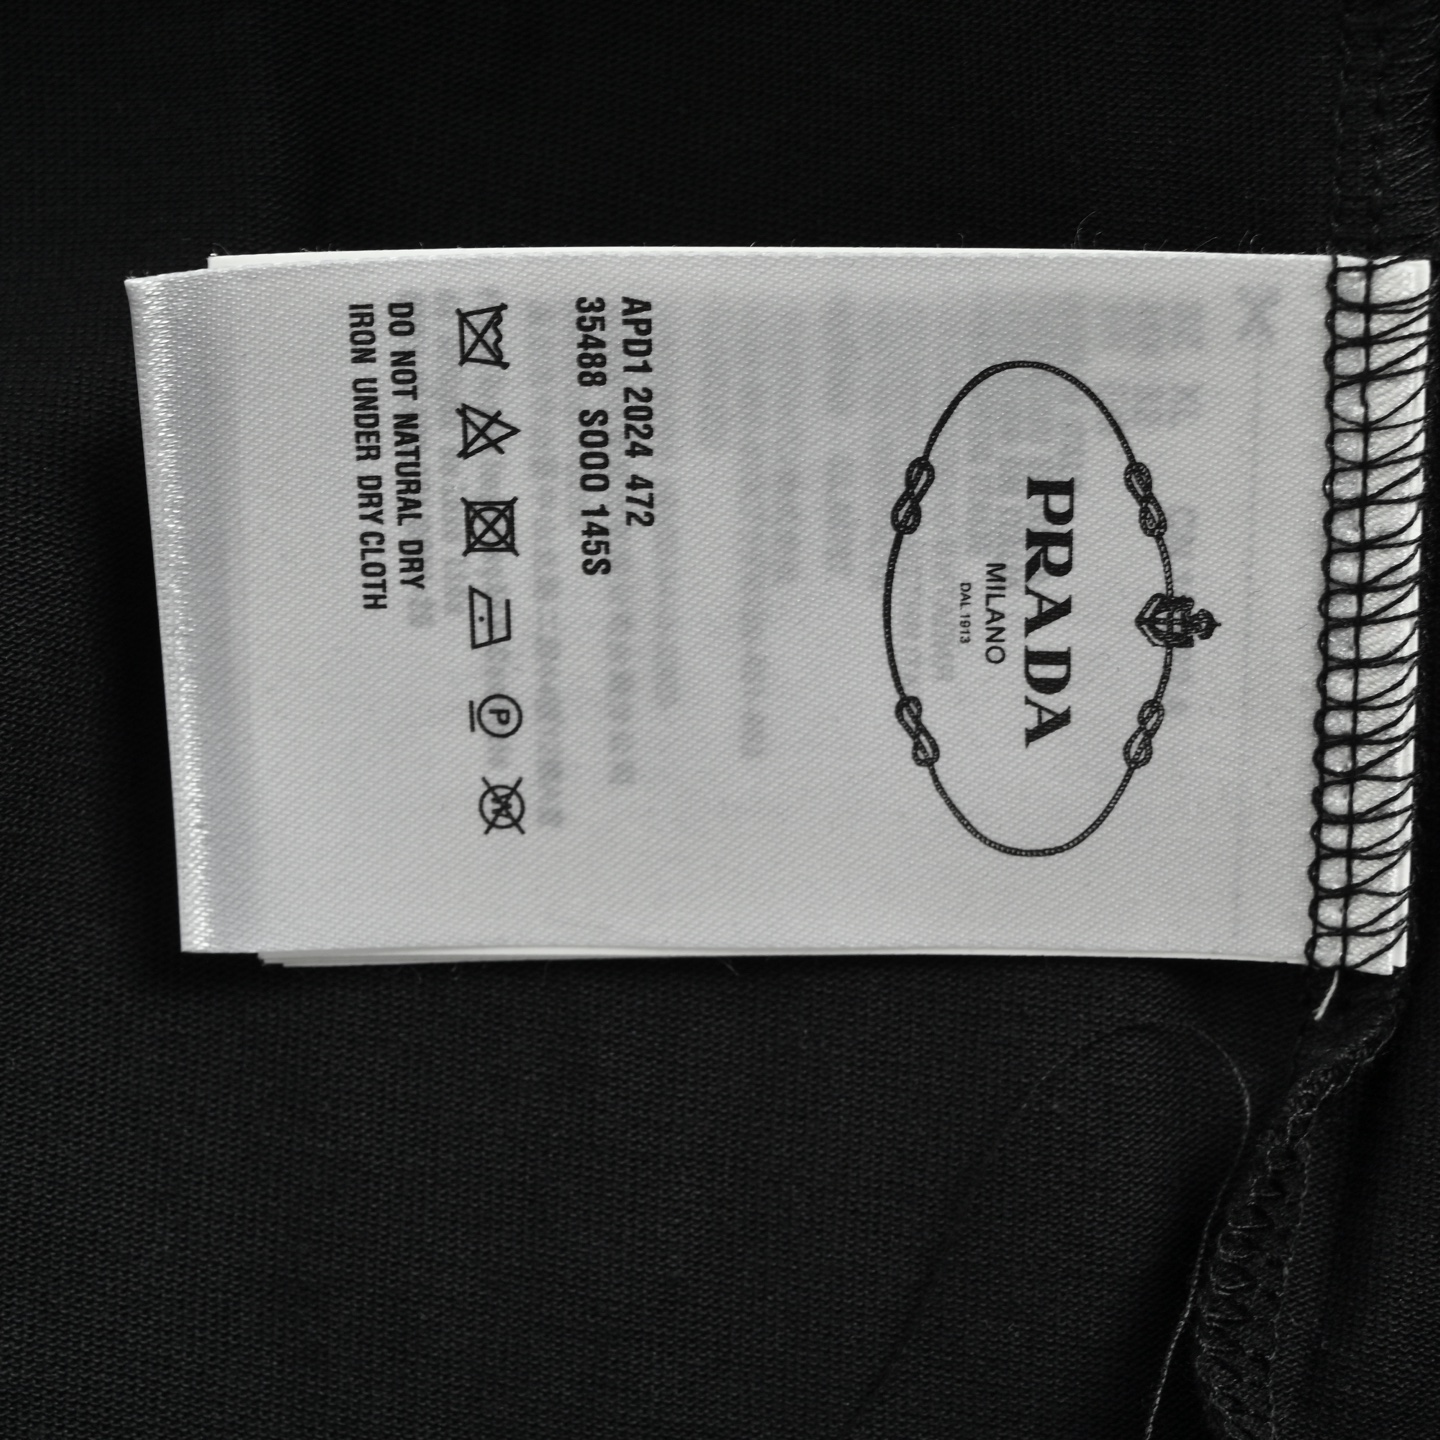 PRADA
MILANO
DAL 1913
APD1 2024 472
35488 S000 145S
P
W
DO NOT NATURAL DRY
IRON UNDER DRY CLOTH